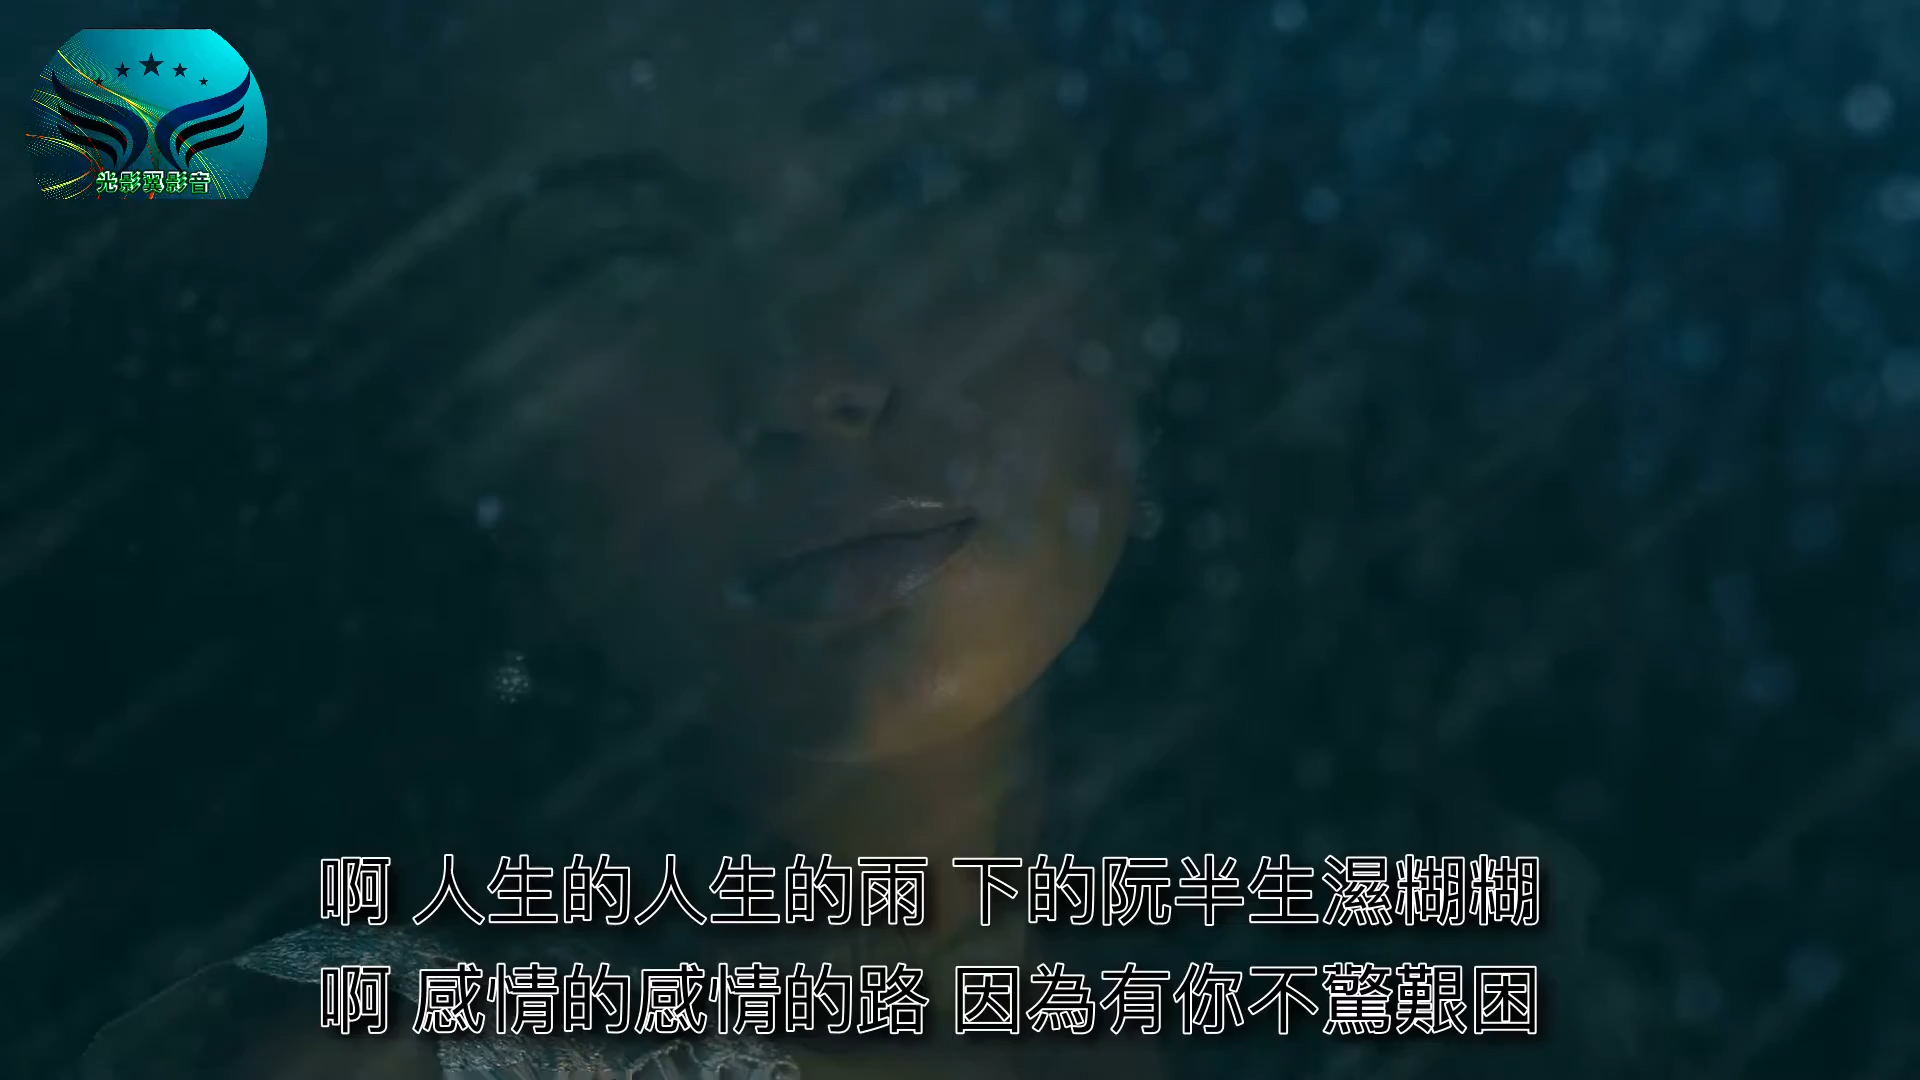 光影翼影音
啊 人生的人生的雨 下的阮半生濕糊糊
啊 感情的感情的路 因為有你不驚艱困